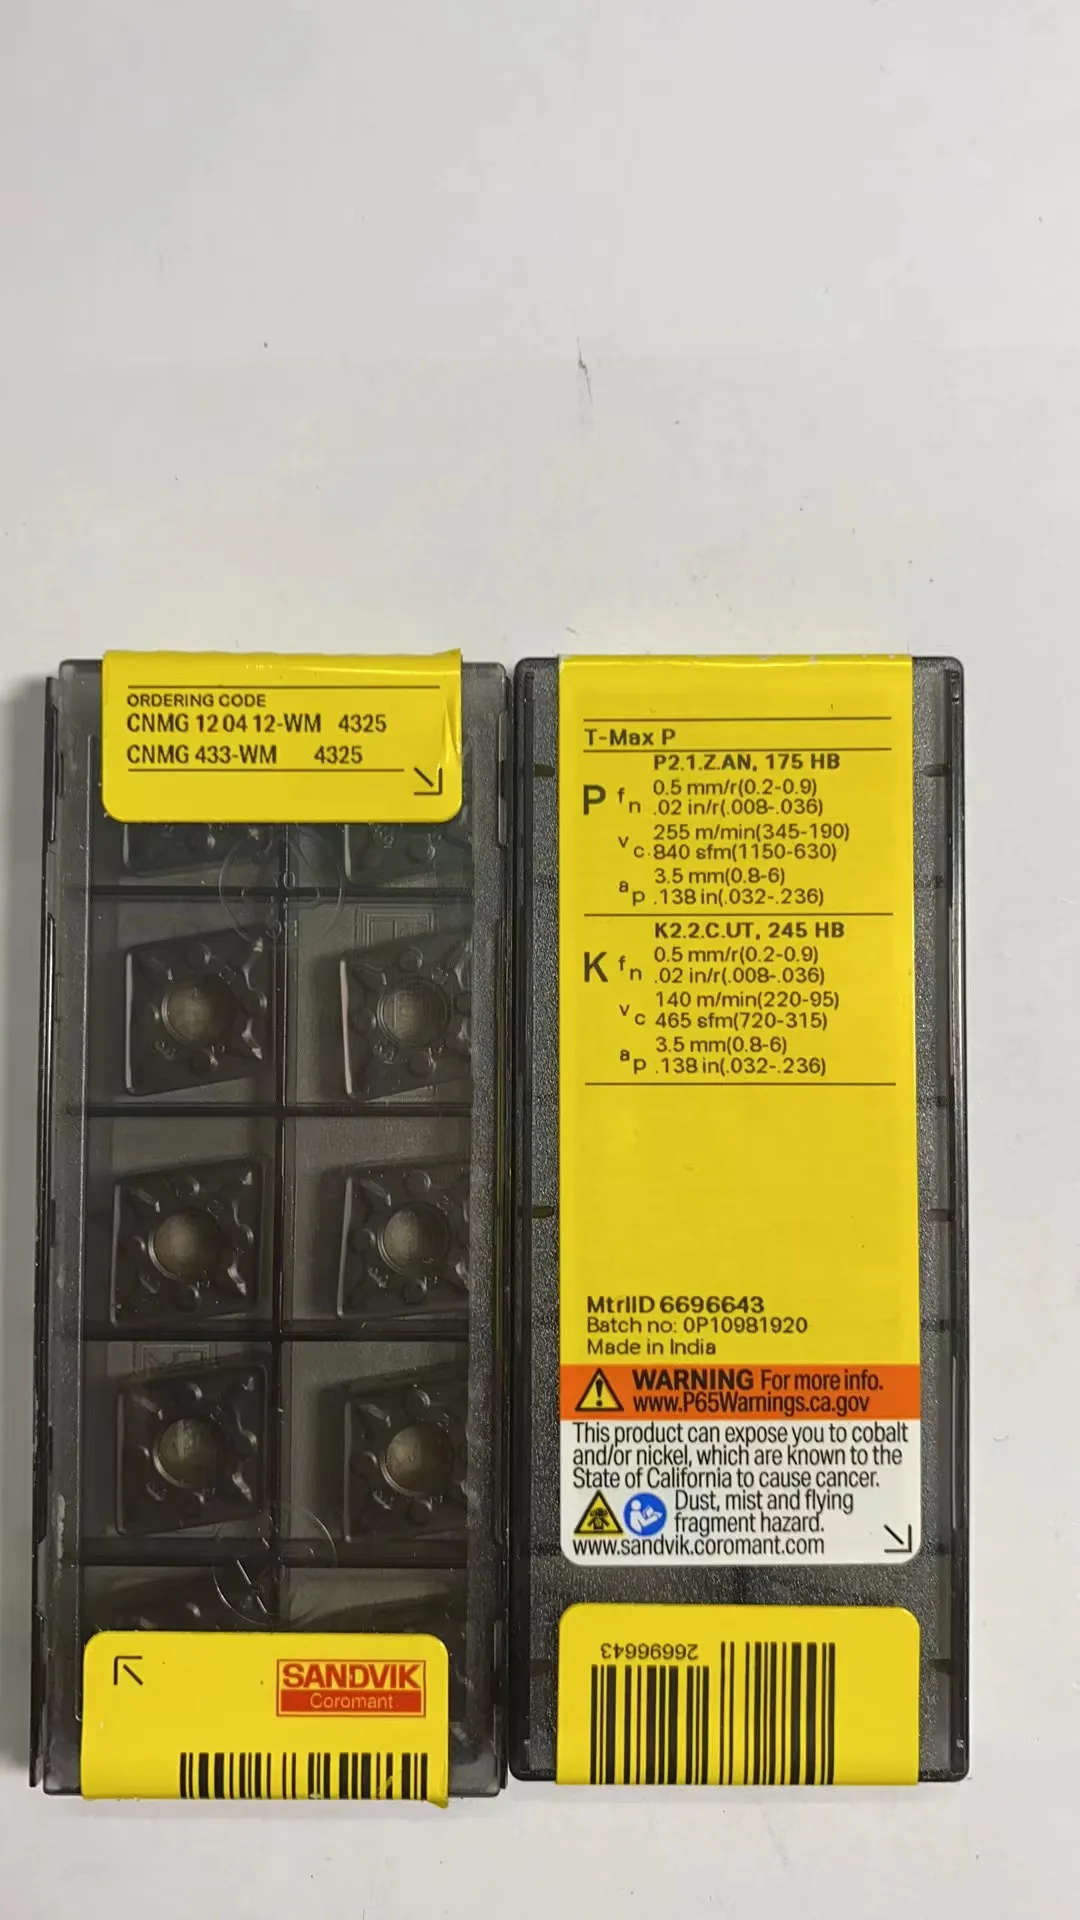 ORDERING CODE
CNMG 12 04 12-WM 4325
CNMG 433-WM 4325
SANDVIK
Coromant
T-Max P
P2.1.Z.AN, 175 HB
P fn 0.5 mm/r(0.2-0.9)
.02 in/r(.008-.036)
vc 255 m/min(345-190)
840 sfm(1150-630)
ap 3.5 mm(0.8-6)
.138 in(.032-.236)
K2.2.C.UT, 245 HB
K fn 0.5 mm/r(0.2-0.9)
.02 in/r(.008-.036)
vc 140 m/min(220-95)
465 sfm(720-315)
ap 3.5 mm(0.8-6)
.138 in(.032-.236)
MtrlID 6696643
Batch no: 0P10981920
Made in India
WARNING For more info.
www.P65Warnings.ca.gov
This product can expose you to cobalt
and/or nickel, which are known to the
State of California to cause cancer.
Dust, mist and flying
fragment hazard.
www.sandvik.coromant.com
26696643